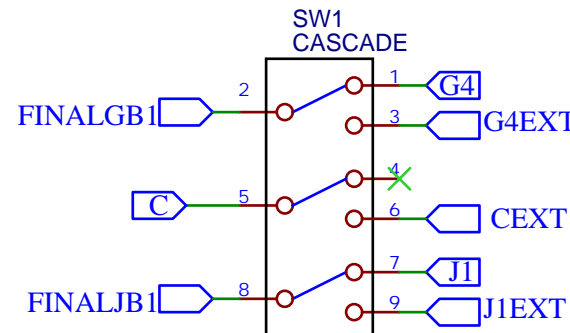 SW1
CASCADE
2
1
G4
FINALGB1
3
G4EXT
4
5
C
6
CEXT
7
J1
8
FINALJB1
9
J1EXT